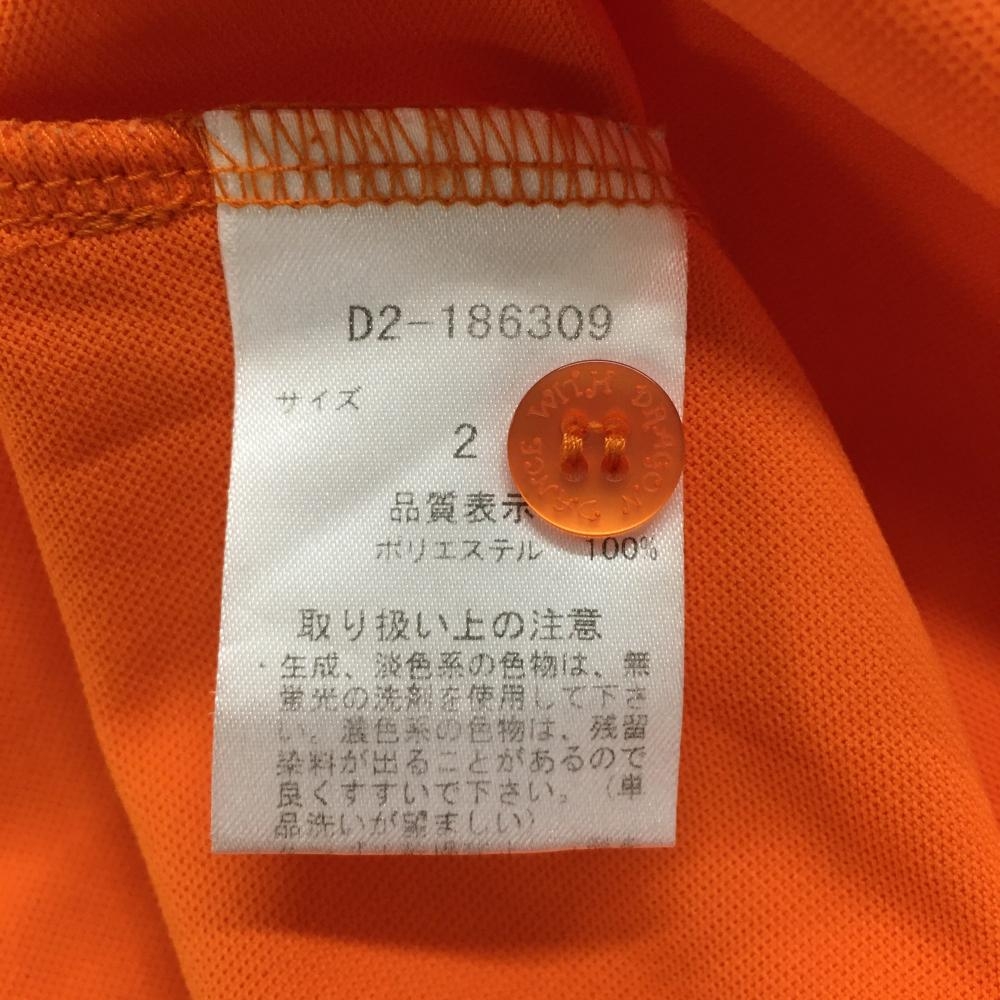 D2-186309
サイズ
2
品質表示
ポリエステル 100%
取り扱い上の注意
・生成、淡色系の色物は、無
蛍光の洗剤を使用して下さ
い。濃色系の色物は、残留
染料が出ることがあるので
良くすすいで下さい。（単
品洗いが望ましい）
DANCE WITH DRAGON